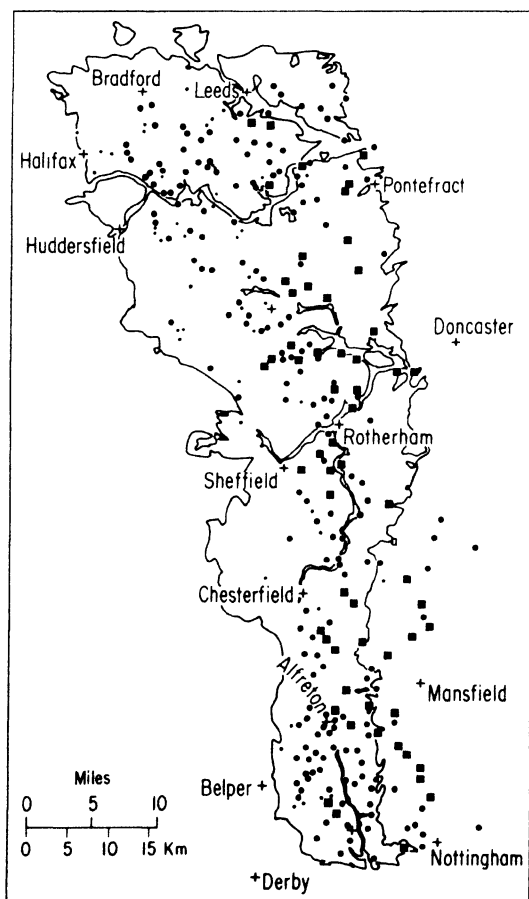 Bradford
Leeds
Halifax
Pontefract
Huddersfield
Doncaster
Rotherham
Sheffield
Chesterfield
Alfreton
Mansfield
Miles
0 5 10
Belper
0 5 10 15 Km
Nottingham
Derby